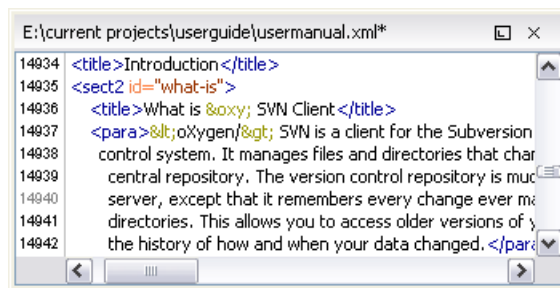 E:\current projects\userguide\usermanual.xml*
14934 <title>Introduction</title>
14935 <sect2 id="what-is">
14936 <title>What is &oxy; SVN Client</title>
14937 <para>&lt;oXygen/&gt; SVN is a client for the Subversion
14938 control system. It manages files and directories that
14939 central repository. The version control repository is
14940 server, except that it remembers every change ever
14941 directories. This allows you to access older versions of
14942 the history of how and when your data changed.</para